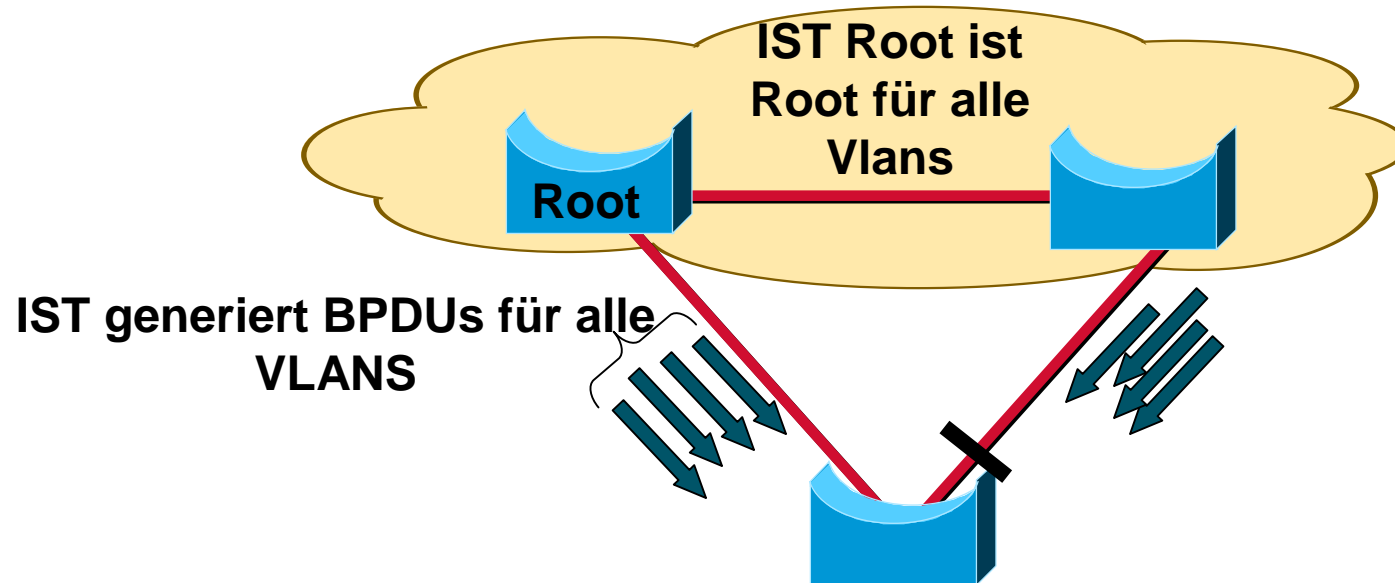 IST Root ist
Root für alle
Vlans
Root
IST generiert BPDUs für alle
VLANS